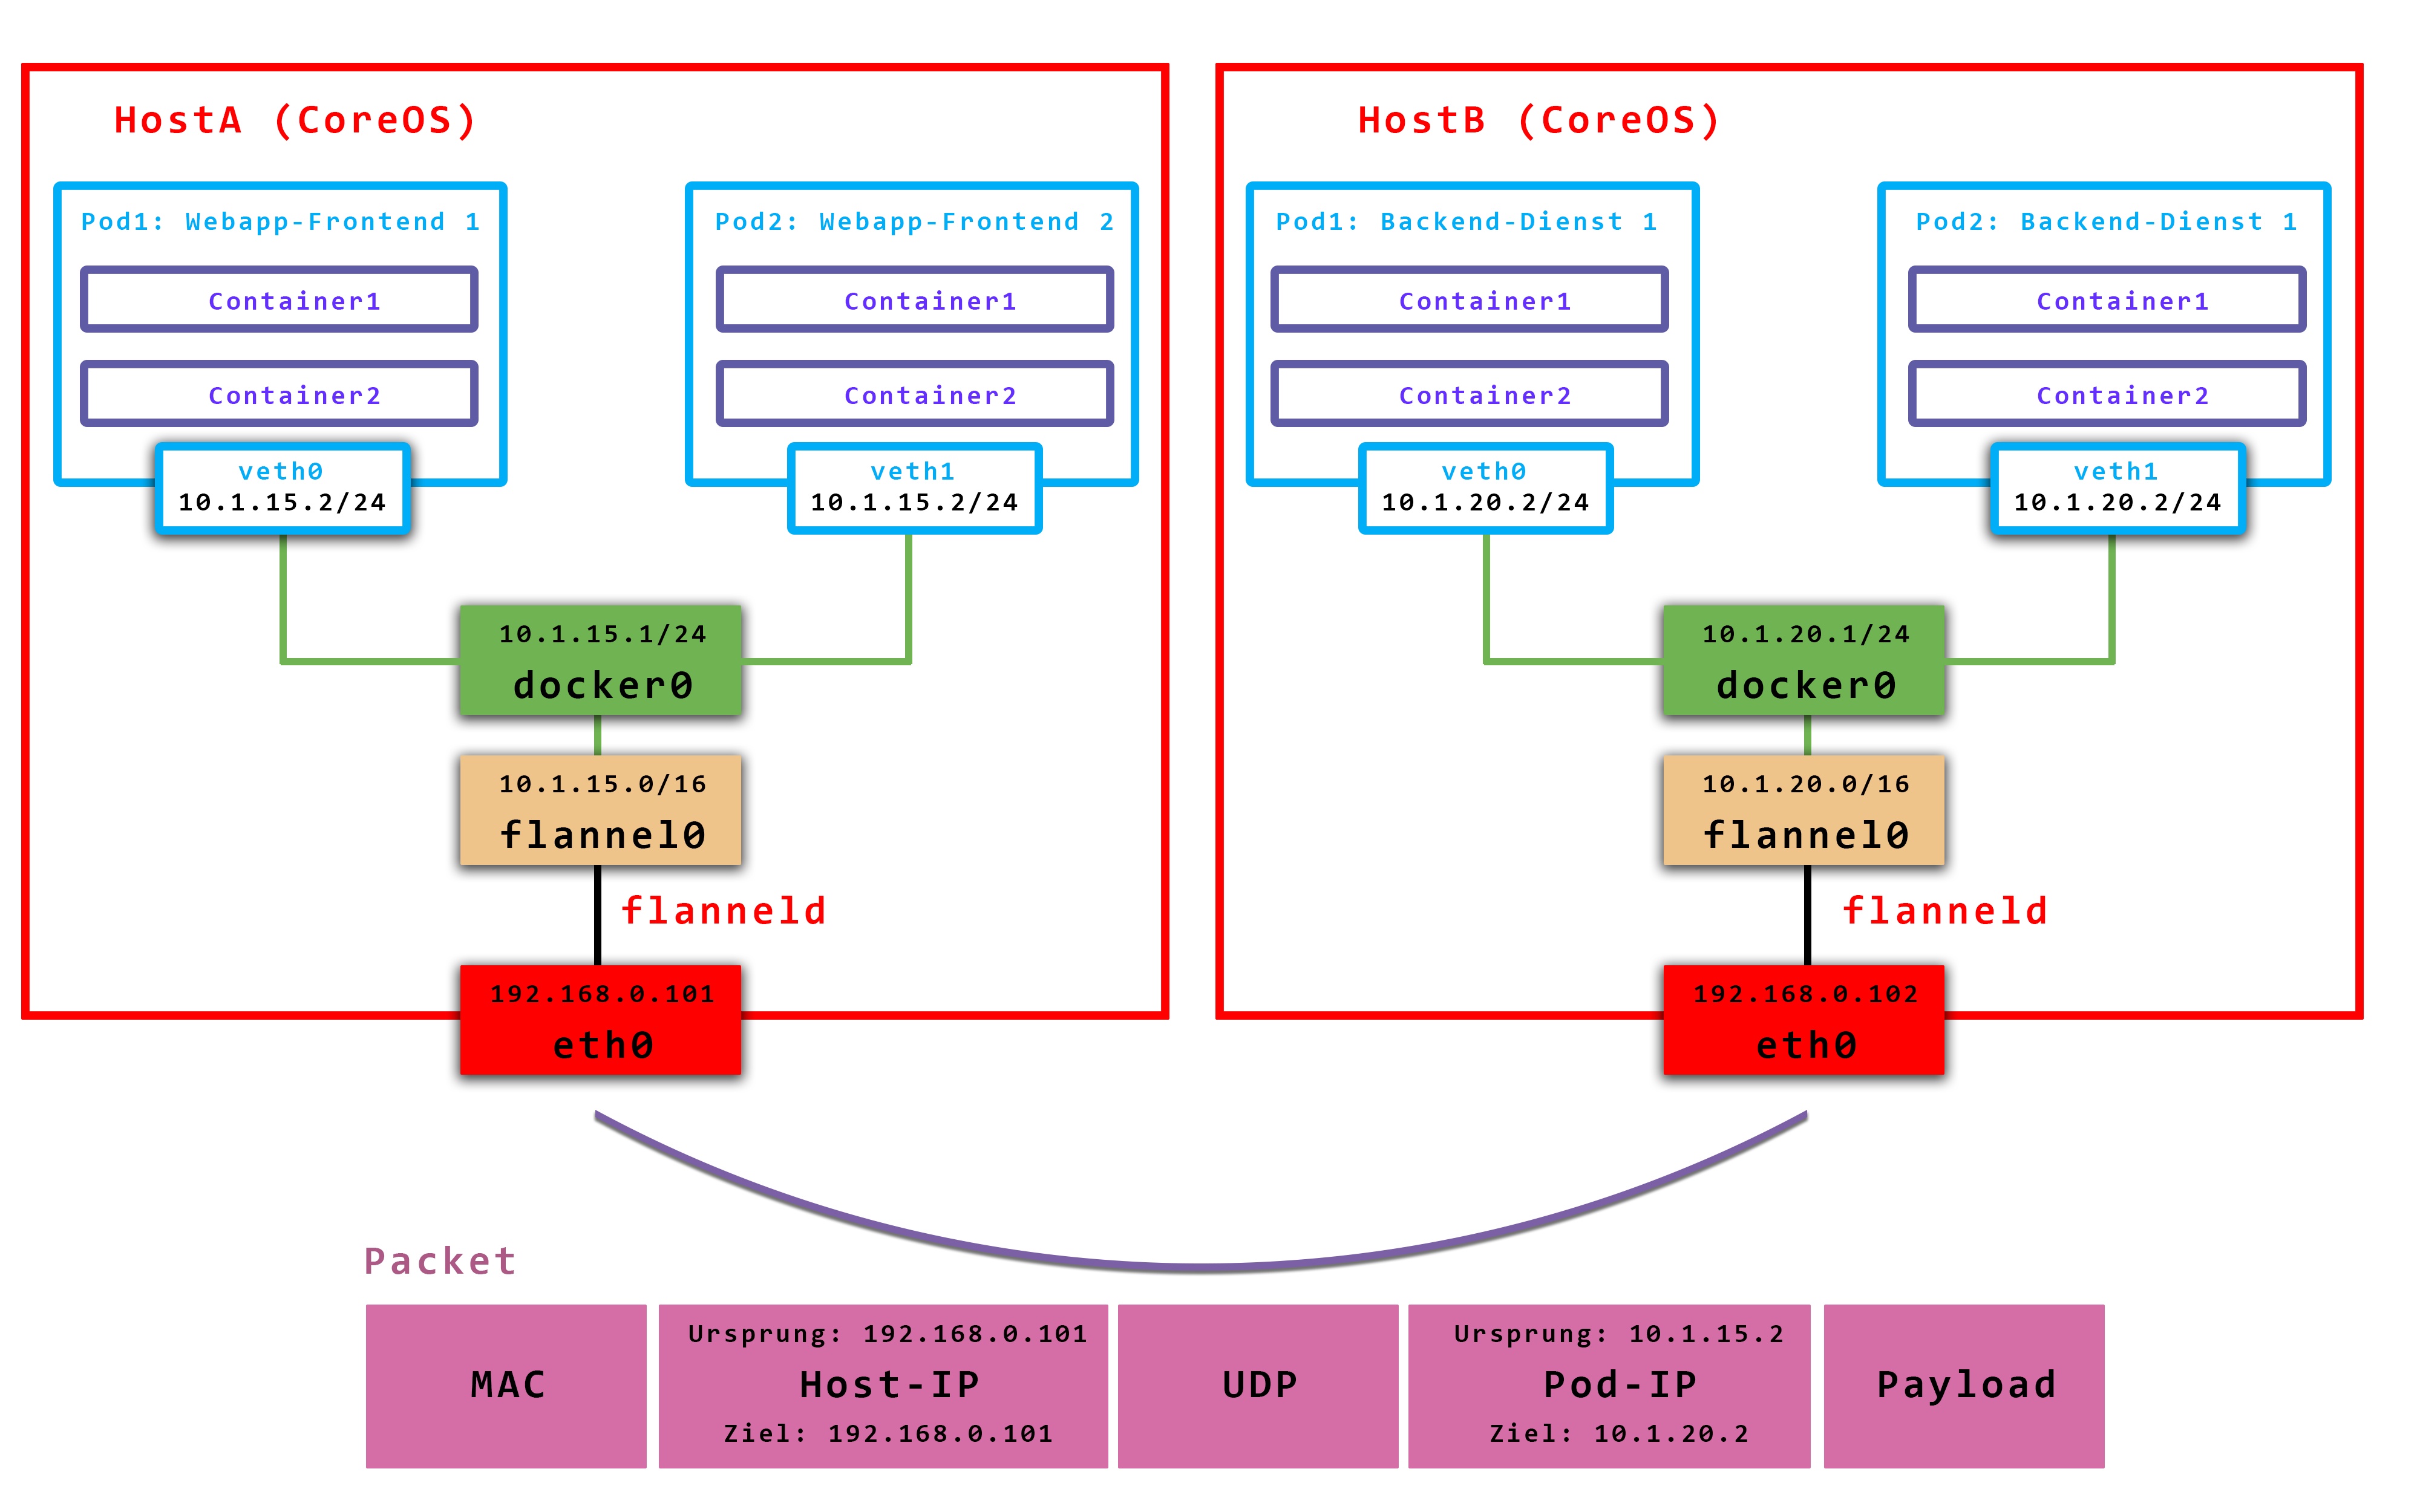 HostA (CoreOS)
Pod1: Webapp-Frontend 1
Container1
Container2
veth0
10.1.15.2/24
Pod2: Webapp-Frontend 2
Container1
Container2
veth1
10.1.15.2/24
10.1.15.1/24
docker0
10.1.15.0/16
flannel0
flanneld
192.168.0.101
eth0
HostB (CoreOS)
Pod1: Backend-Dienst 1
Container1
Container2
veth0
10.1.20.2/24
Pod2: Backend-Dienst 1
Container1
Container2
veth1
10.1.20.2/24
10.1.20.1/24
docker0
10.1.20.0/16
flannel0
flanneld
192.168.0.102
eth0
Packet
MAC
Ursprung: 192.168.0.101
Host-IP
Ziel: 192.168.0.101
UDP
Ursprung: 10.1.15.2
Pod-IP
Ziel: 10.1.20.2
Payload